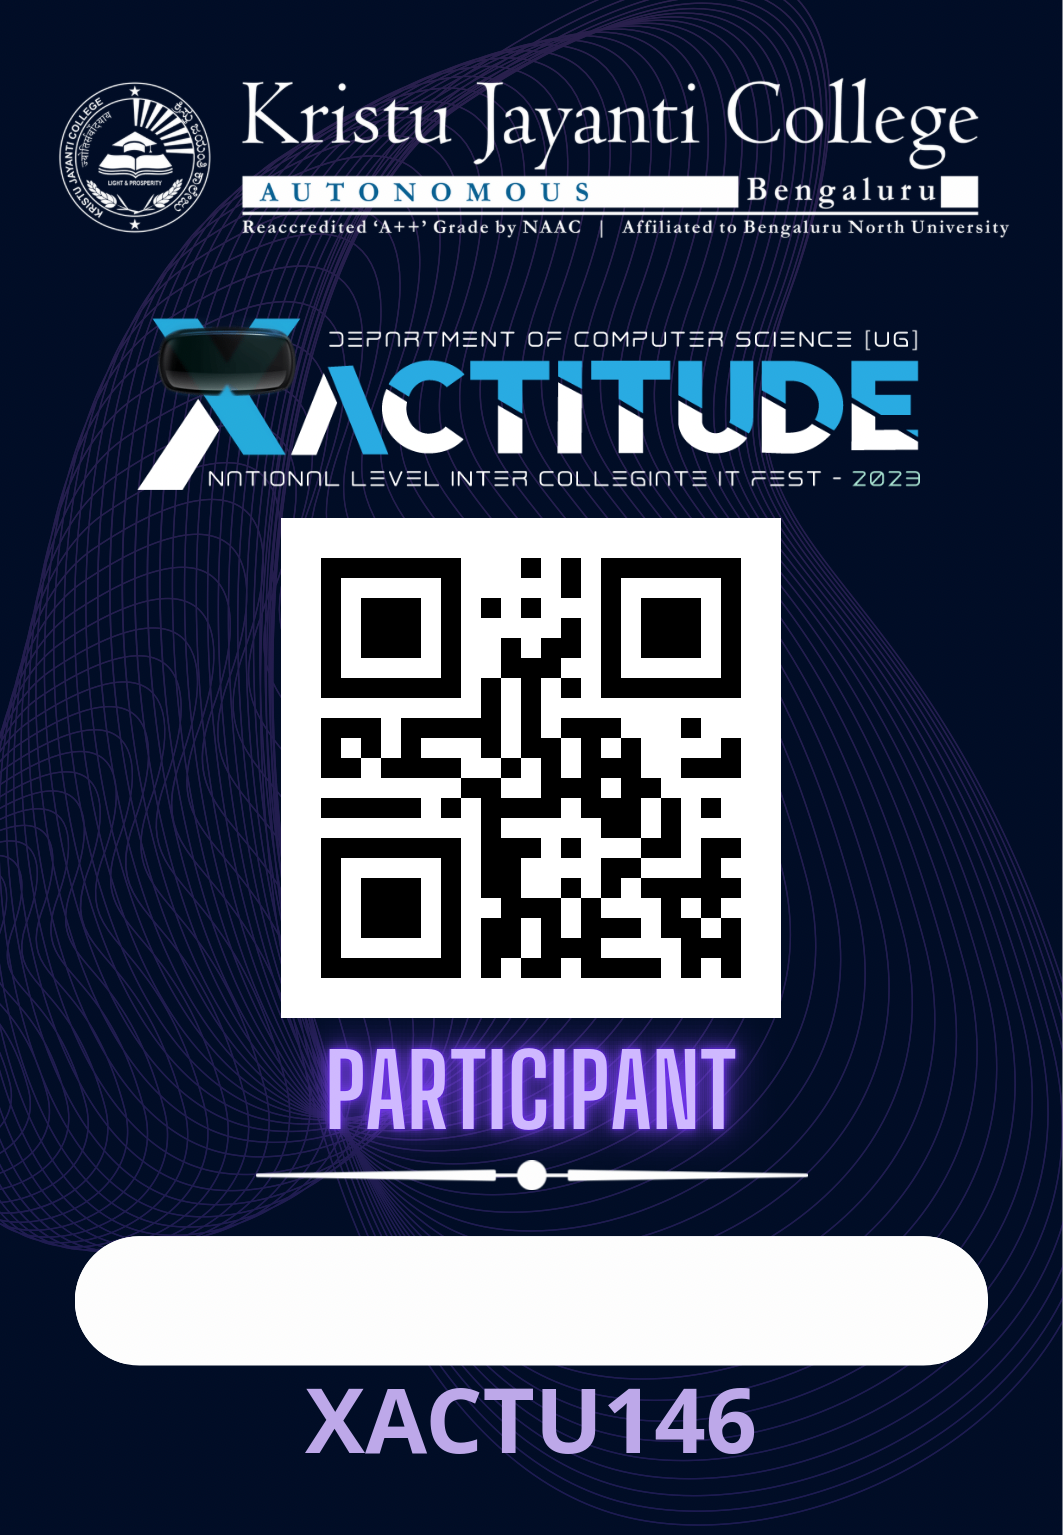 KRISTU JAYANTI COLLEGE
ಕ್ರಿಸ್ತು ಜಯಂತಿ ಕಾಲೇಜು
LIGHT & PROSPERITY
Kristu Jayanti College
AUTONOMOUS Bengaluru
Reaccredited ‘A++’ Grade by NAAC | Affiliated to Bengaluru North University
DEPARTMENT OF COMPUTER SCIENCE [UG]
XACTITUDE
NATIONAL LEVEL INTER COLLEGIATE IT FEST - 2023
PARTICIPANT
XACTU146